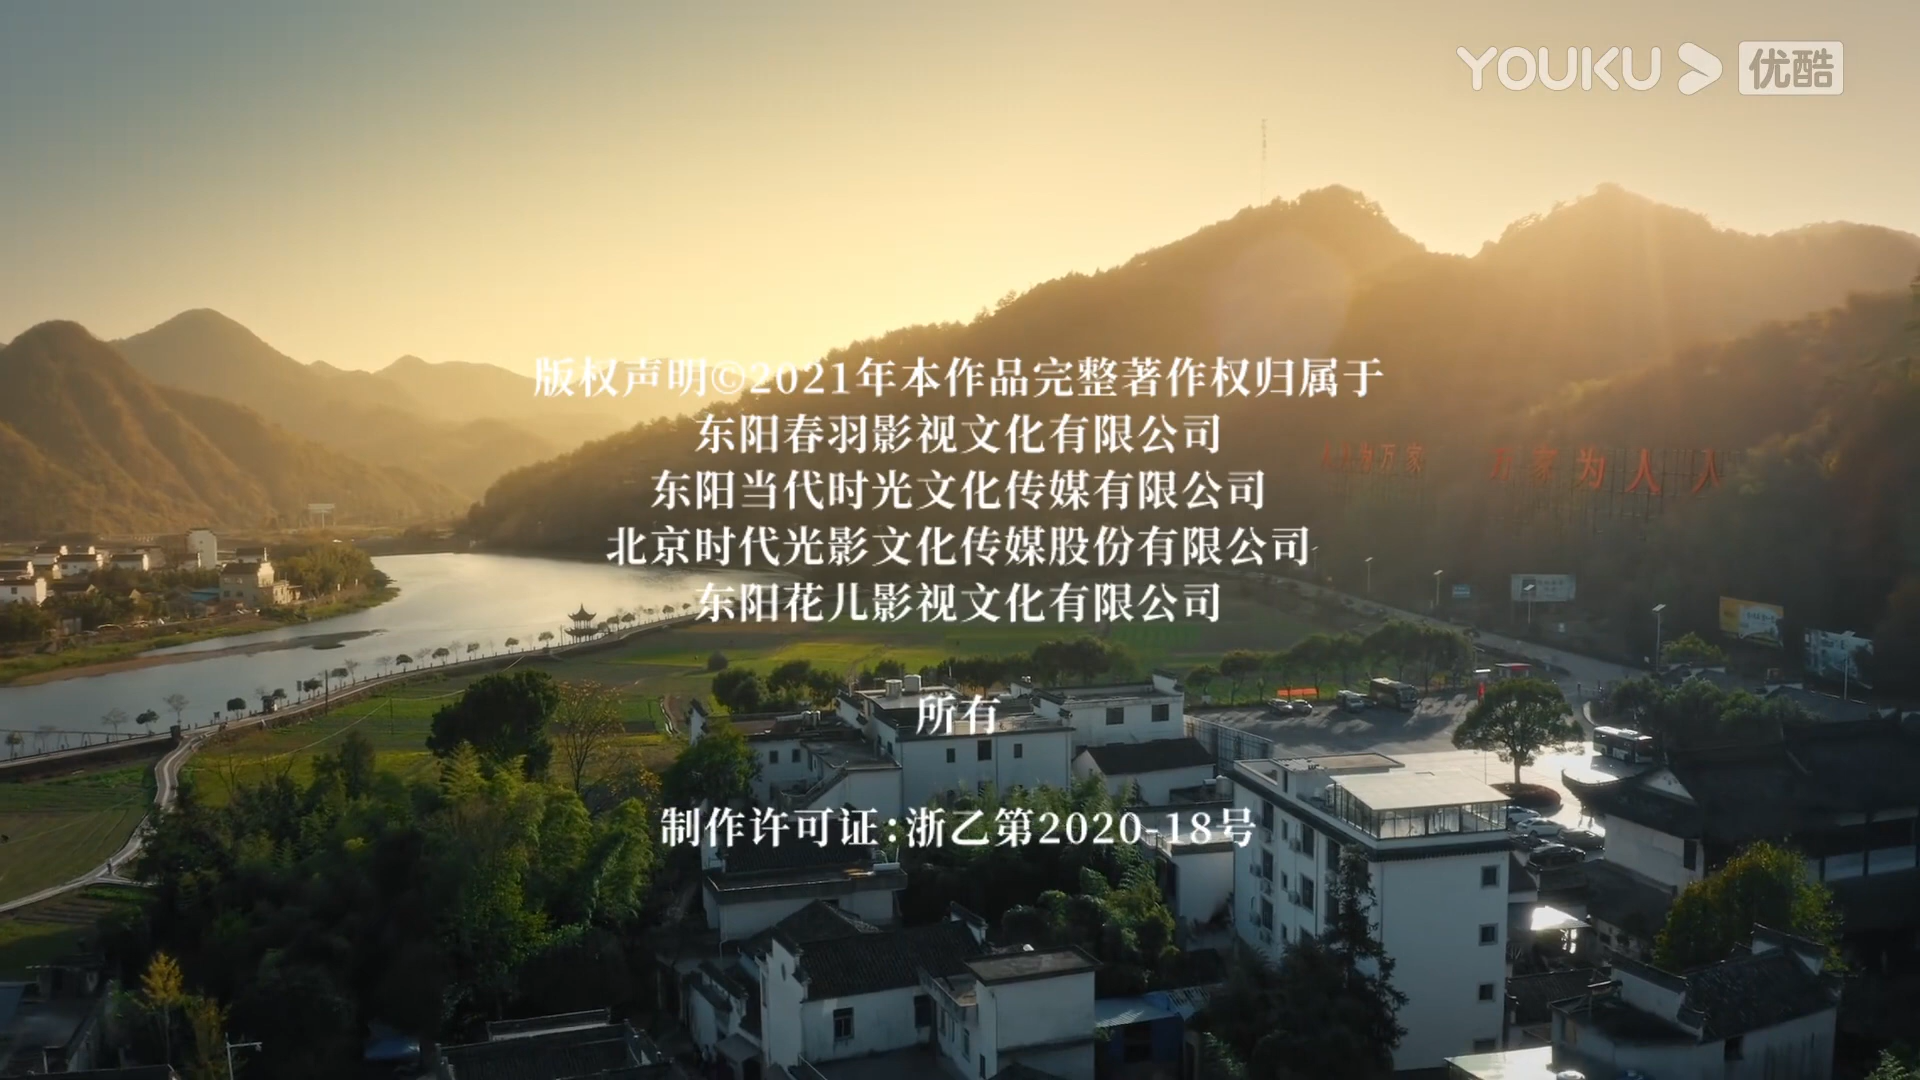 YOUKU 优酷
版权声明©2021年本作品完整著作权归属于
东阳春羽影视文化有限公司
东阳当代时光文化传媒有限公司
北京时代光影文化传媒股份有限公司
东阳花儿影视文化有限公司
人人为万家 万家为人人
所有
制作许可证:浙乙第2020-18号